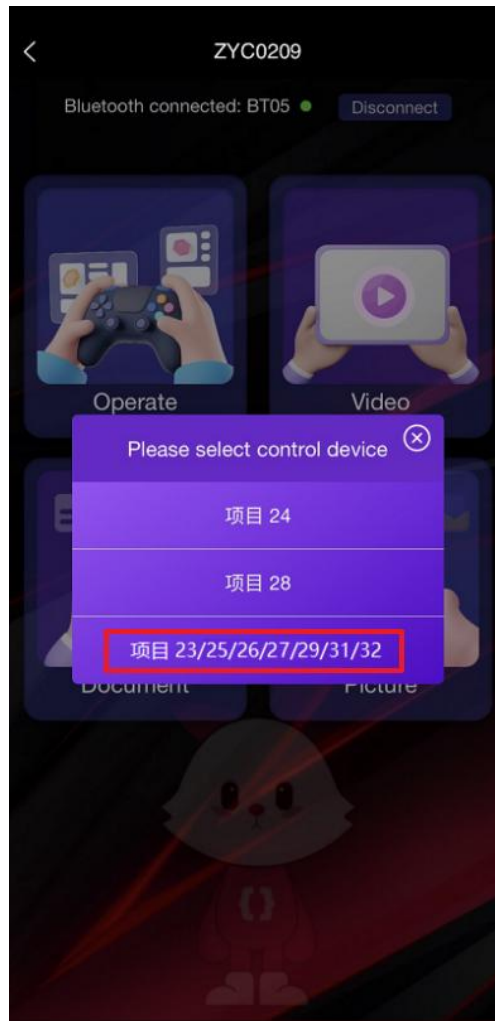 ZYC0209
Bluetooth connected: BT05
Disconnect
Operate
Video
Please select control device
项目 24
项目 28
项目 23/25/26/27/29/31/32
Document
Picture